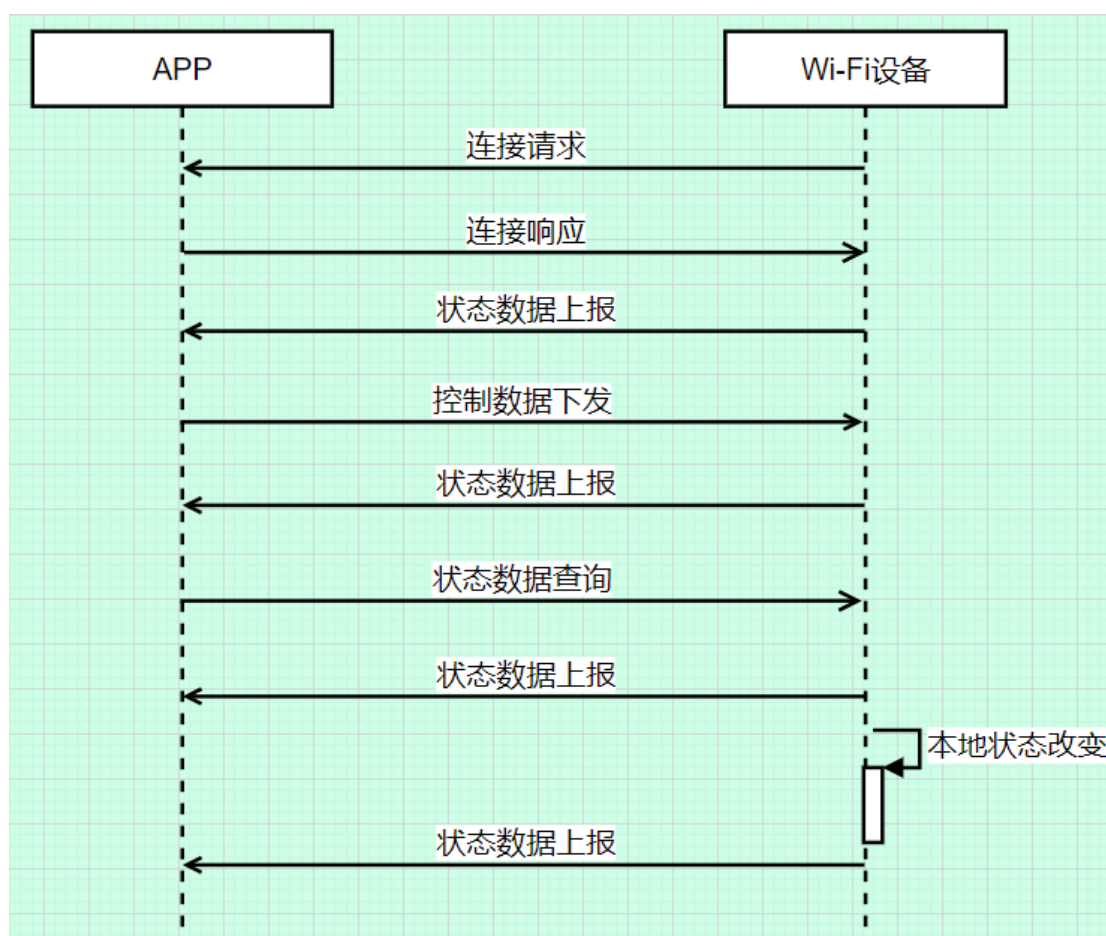 APP
Wi-Fi设备
连接请求
连接响应
状态数据上报
控制数据下发
状态数据上报
状态数据查询
状态数据上报
本地状态改变
状态数据上报